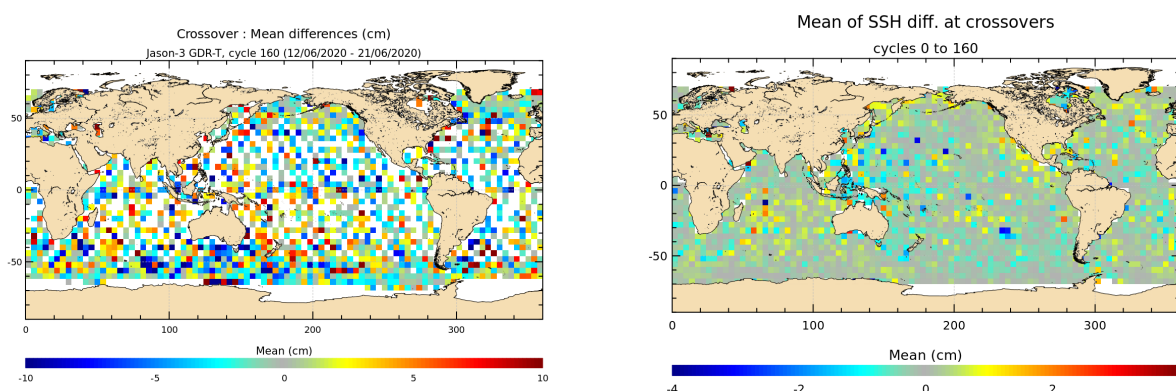 Crossover : Mean differences (cm)
Jason-3 GDR-T, cycle 160 (12/06/2020 - 21/06/2020)
50
0
-50
0 100 200 300
Mean (cm)
-10 -5 0 5 10
Mean of SSH diff. at crossovers
cycles 0 to 160
50
0
-50
0 100 200 300
Mean (cm)
-4 -2 0 2